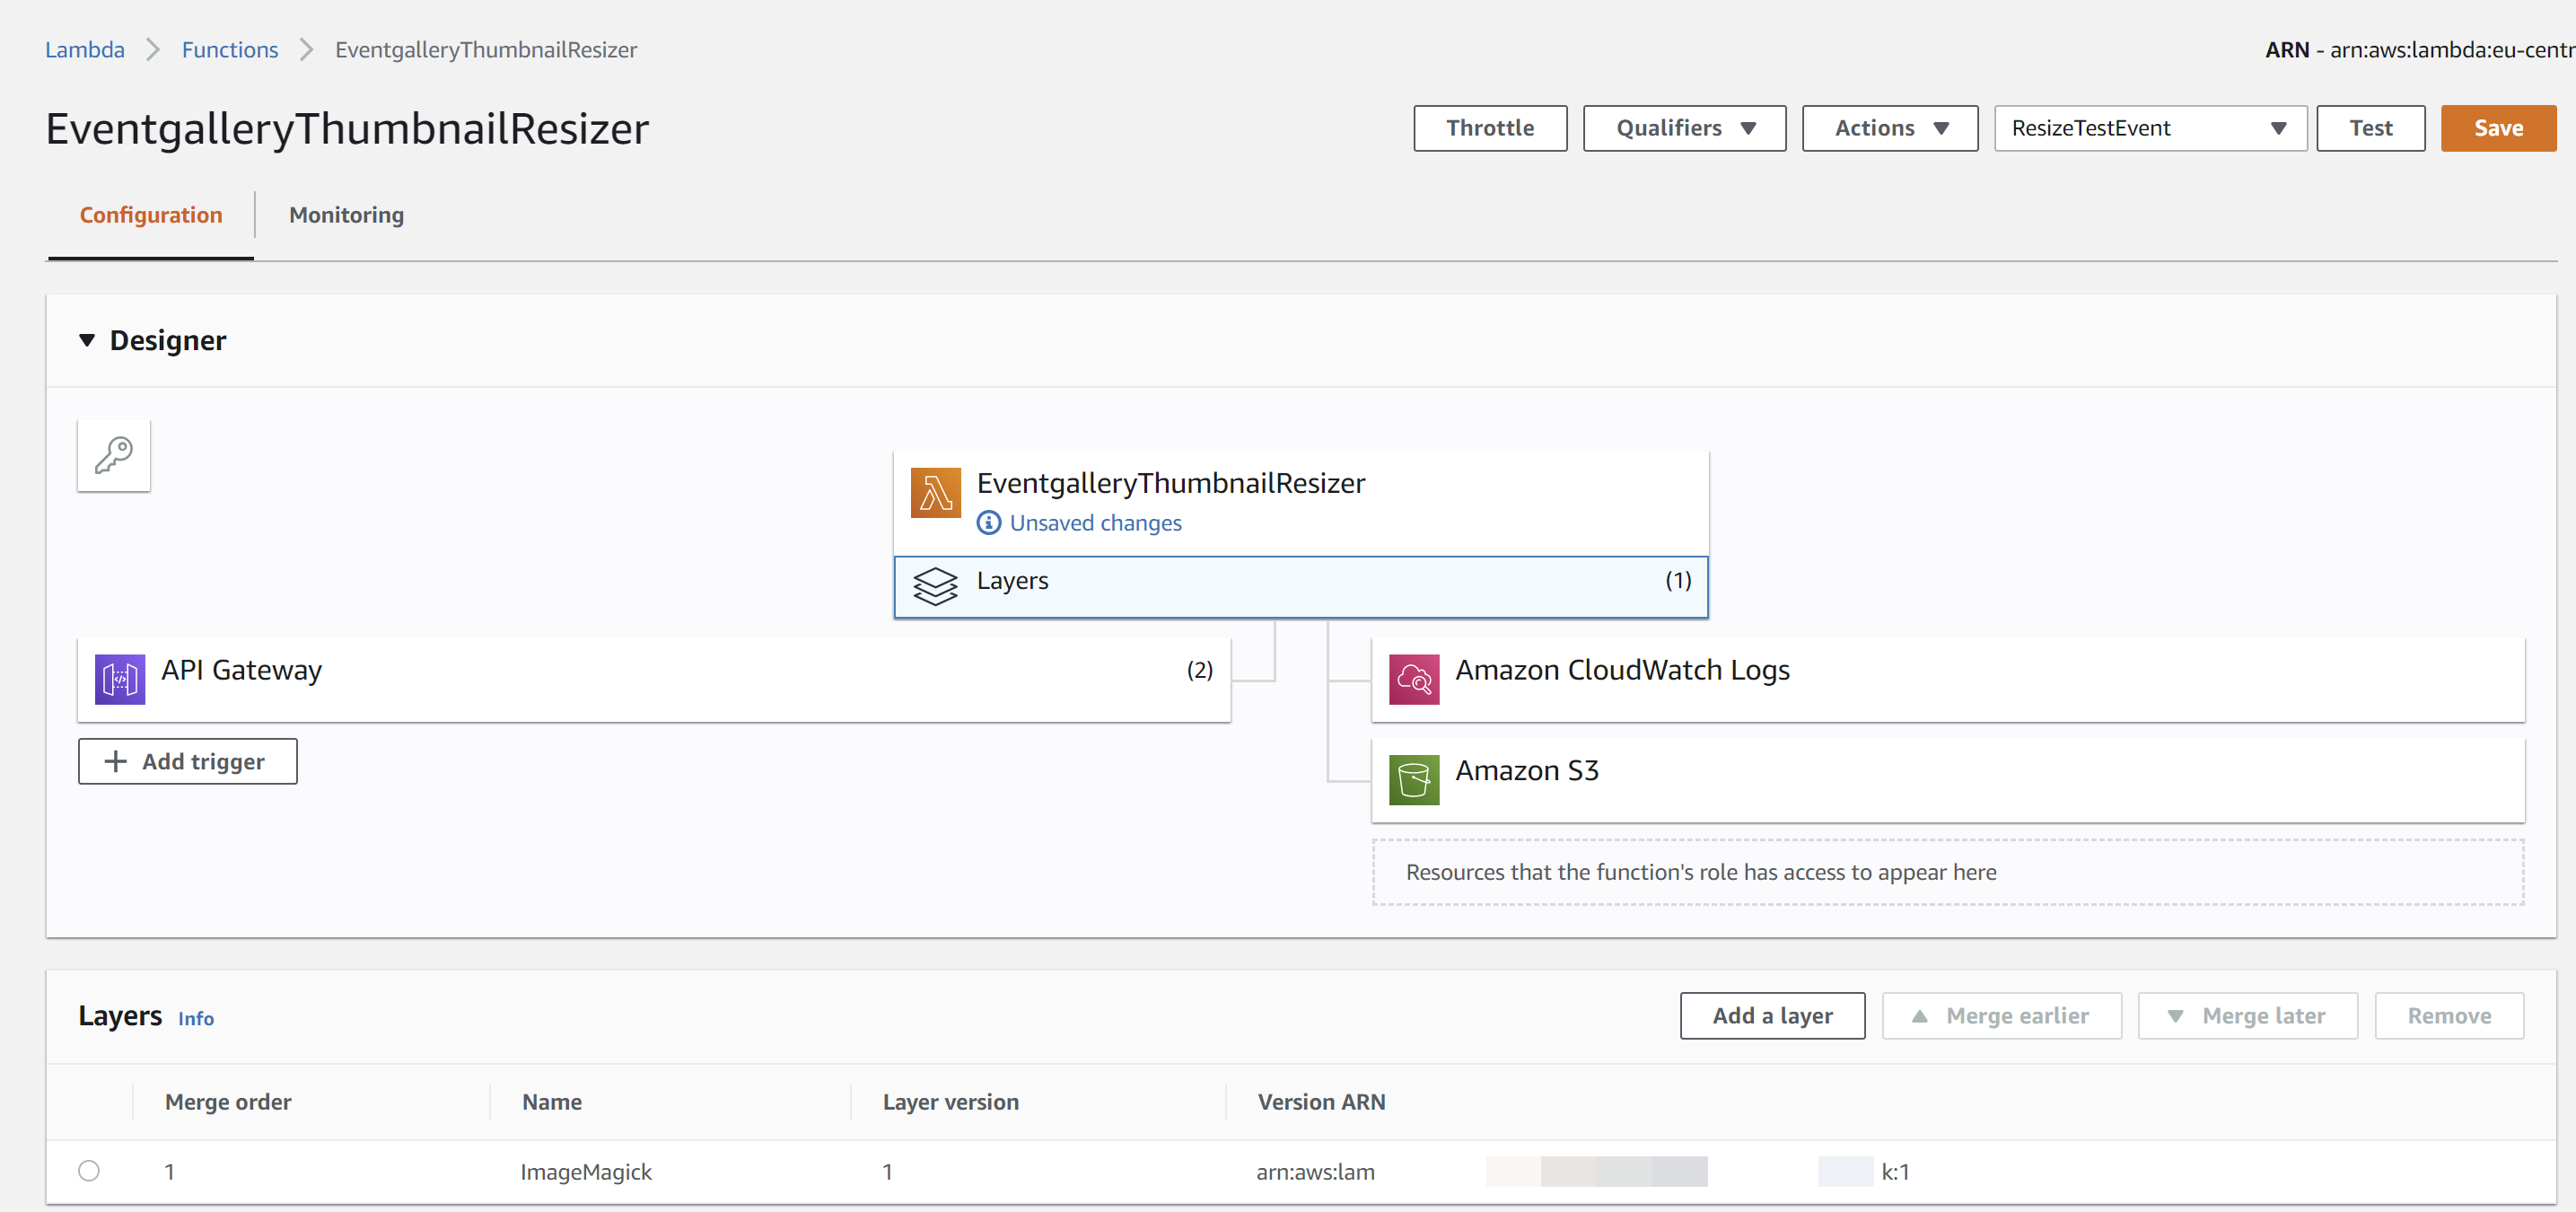 Lambda > Functions > EventgalleryThumbnailResizer
ARN - arn:aws:lambda:eu-centr
EventgalleryThumbnailResizer
Throttle
Qualifiers
Actions
ResizeTestEvent
Test
Save
Configuration
Monitoring
Designer
EventgalleryThumbnailResizer
Unsaved changes
Layers (1)
API Gateway (2)
Add trigger
Amazon CloudWatch Logs
Amazon S3
Resources that the function's role has access to appear here
Layers Info
Add a layer
Merge earlier
Merge later
Remove
Merge order Name Layer version Version ARN
1 ImageMagick 1 arn:aws:lam k:1